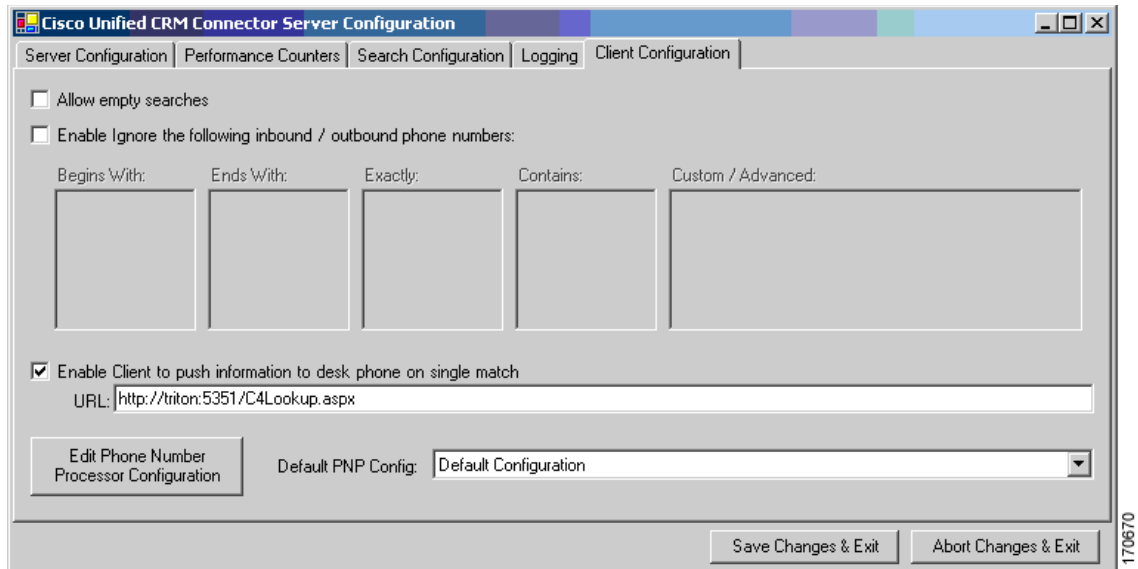 Cisco Unified CRM Connector Server Configuration
Server Configuration Performance Counters Search Configuration Logging Client Configuration
Allow empty searches
Enable Ignore the following inbound / outbound phone numbers:
Begins With: Ends With: Exactly: Contains: Custom / Advanced:
Enable Client to push information to desk phone on single match
URL: http://triton:5351/C4Lookup.aspx
Edit Phone Number
Processor Configuration
Default PNP Config: Default Configuration
Save Changes & Exit Abort Changes & Exit
170670